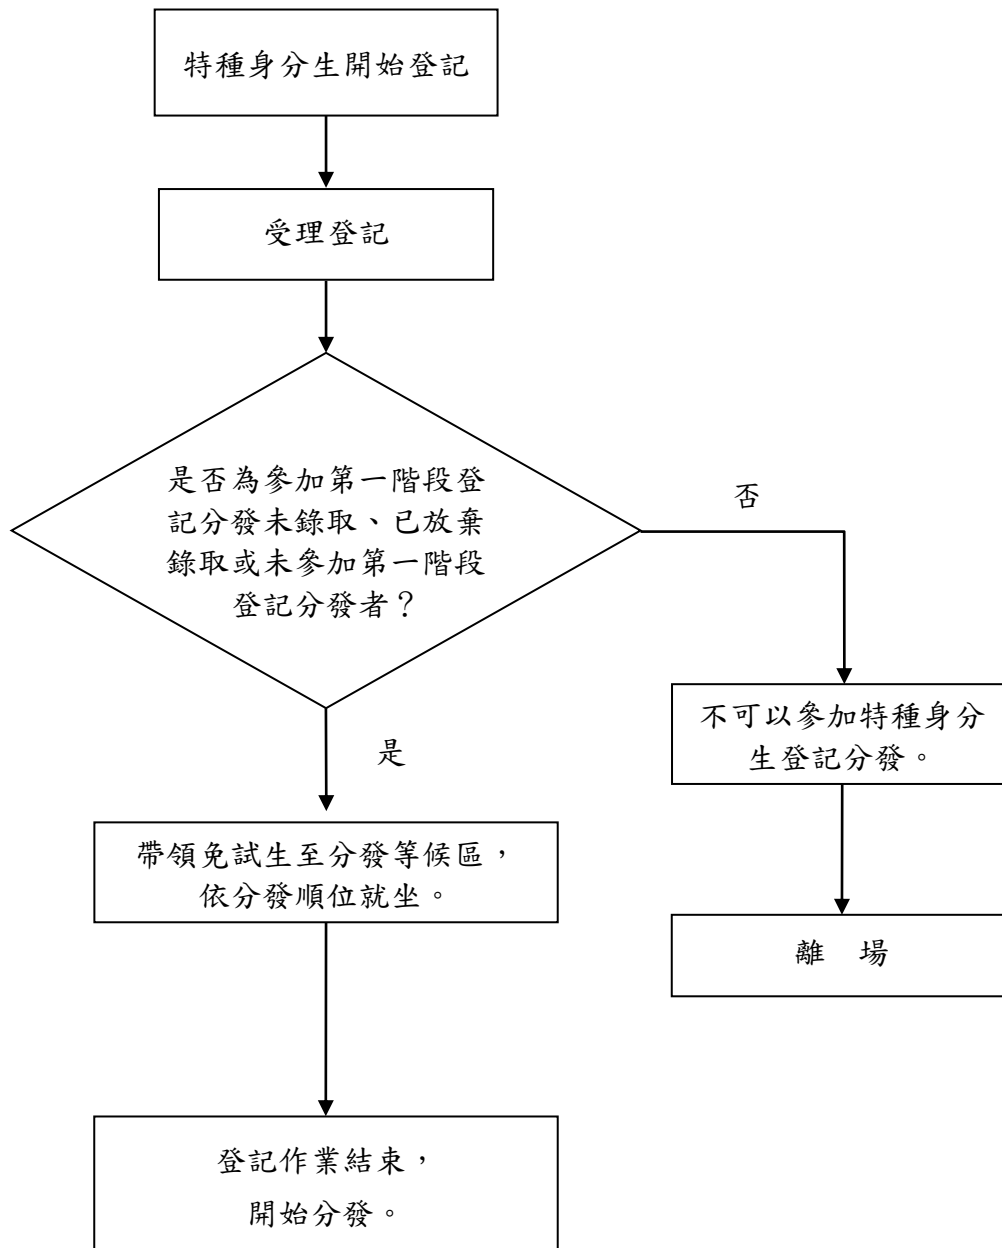 特種身分生開始登記
受理登記
是否為參加第一階段登
記分發未錄取、已放棄
錄取或未參加第一階段
登記分發者？
否
是
不可以參加特種身分
生登記分發。
帶領免試生至分發等候區，
依分發順位就坐。
離　場
登記作業結束，
開始分發。